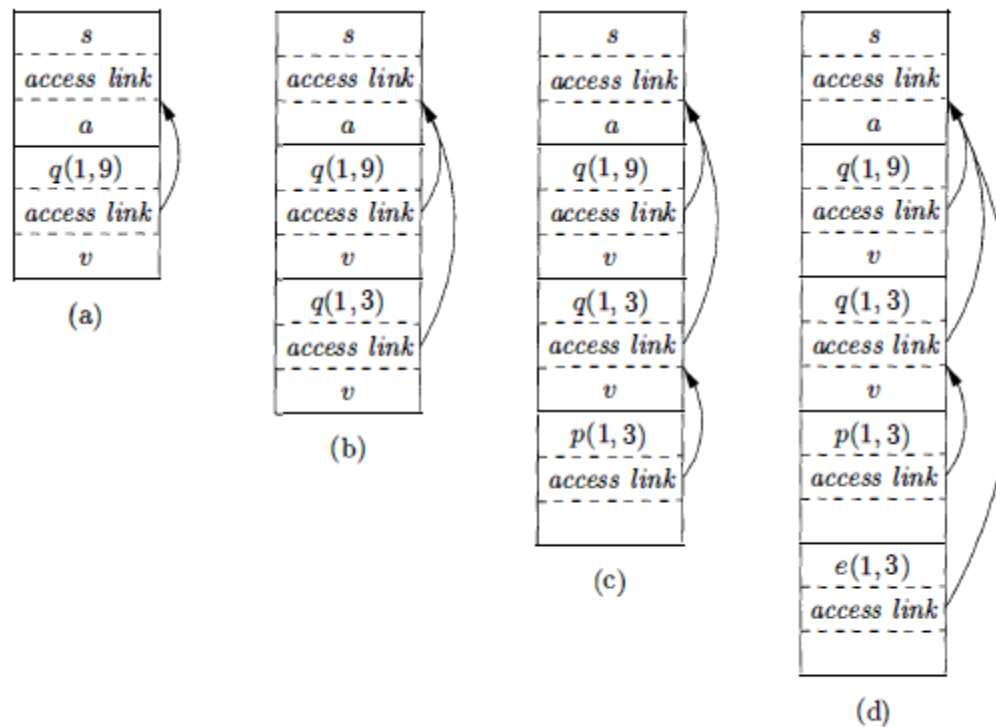 s
access link
a
q(1,9)
access link
v
(a)
s
access link
a
q(1,9)
access link
v
q(1,3)
access link
v
(b)
s
access link
a
q(1,9)
access link
v
q(1,3)
access link
v
p(1,3)
access link
(c)
s
access link
a
q(1,9)
access link
v
q(1,3)
access link
v
p(1,3)
access link
e(1,3)
access link
(d)